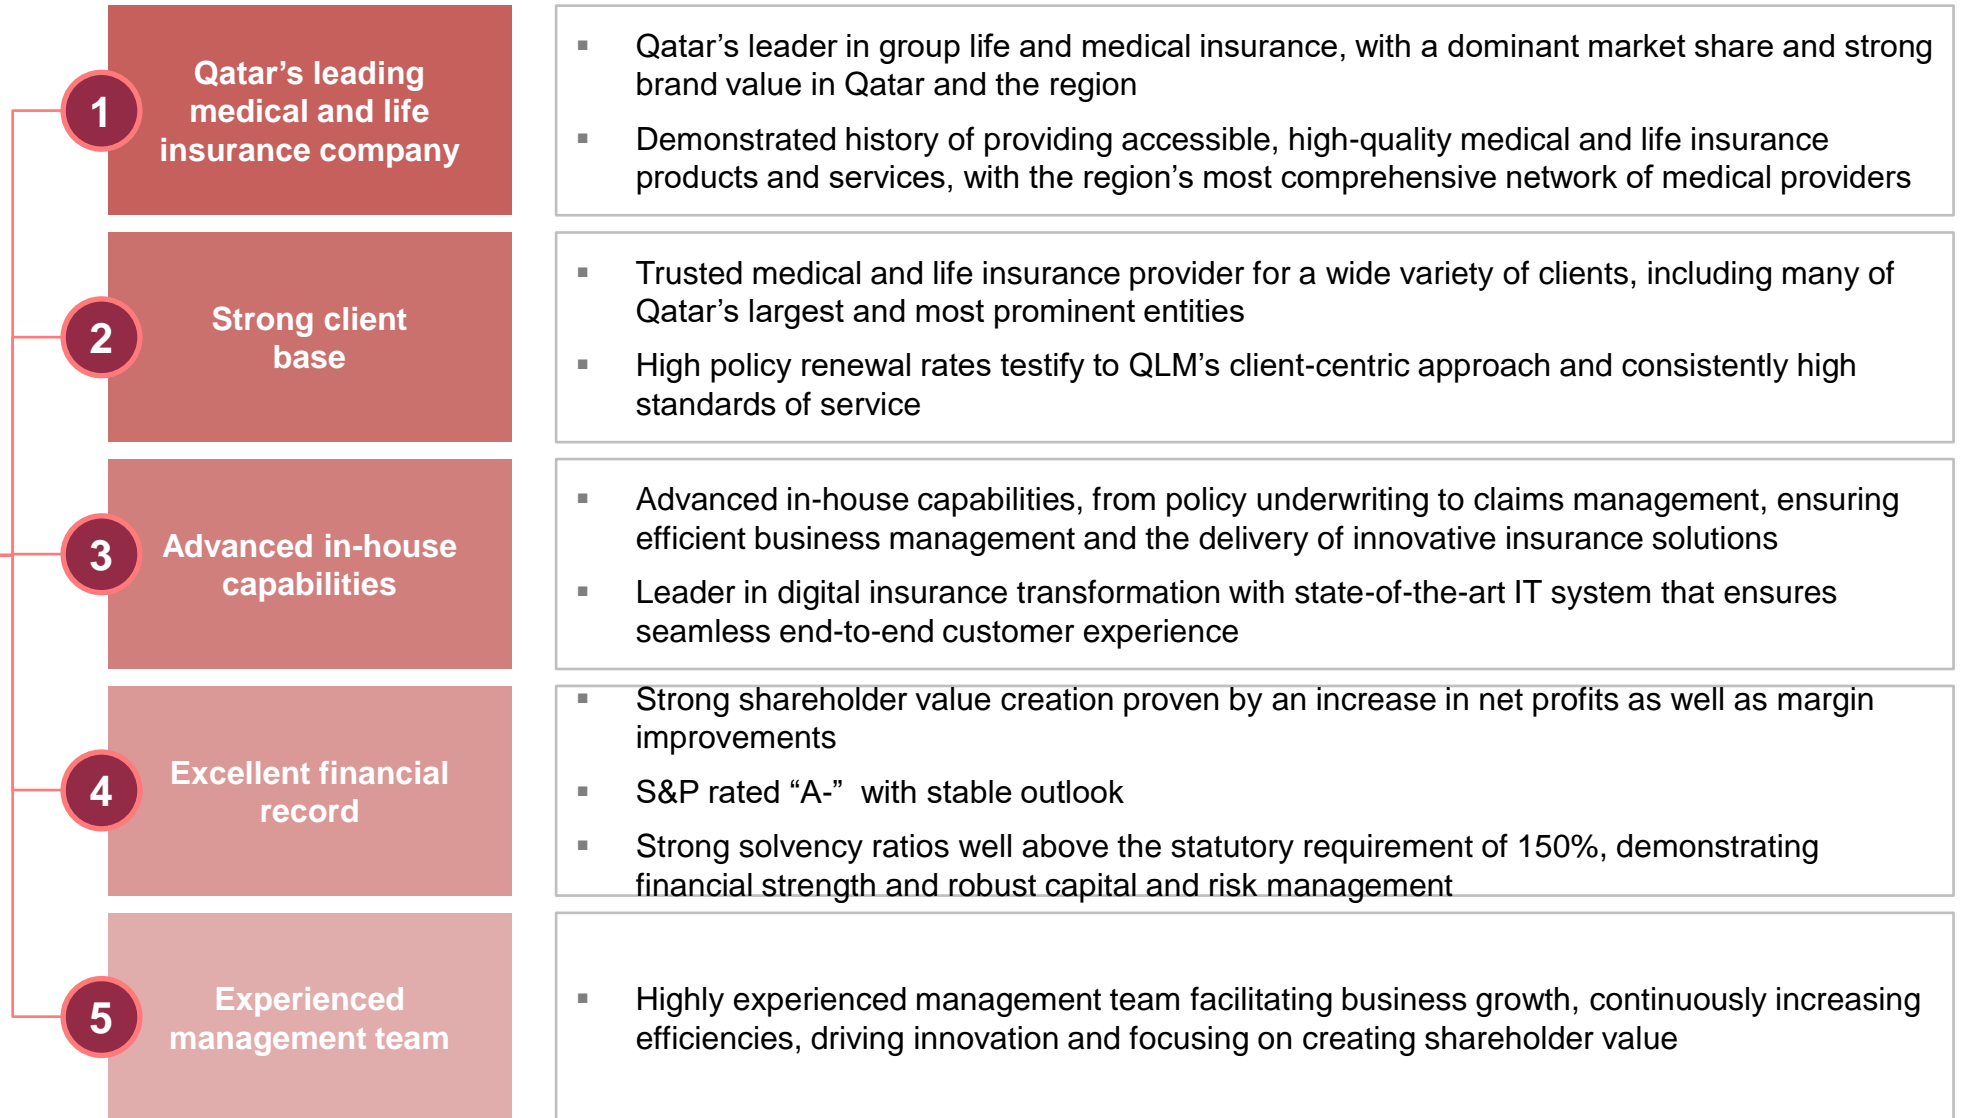 1
Qatar’s leading
medical and life
insurance company
▪ Qatar’s leader in group life and medical insurance, with a dominant market share and strong
brand value in Qatar and the region
▪ Demonstrated history of providing accessible, high-quality medical and life insurance
products and services, with the region’s most comprehensive network of medical providers
2
Strong client
base
▪ Trusted medical and life insurance provider for a wide variety of clients, including many of
Qatar’s largest and most prominent entities
▪ High policy renewal rates testify to QLM’s client-centric approach and consistently high
standards of service
3
Advanced in-house
capabilities
▪ Advanced in-house capabilities, from policy underwriting to claims management, ensuring
efficient business management and the delivery of innovative insurance solutions
▪ Leader in digital insurance transformation with state-of-the-art IT system that ensures
seamless end-to-end customer experience
4
Excellent financial
record
▪ Strong shareholder value creation proven by an increase in net profits as well as margin
improvements
▪ S&P rated “A-”  with stable outlook
▪ Strong solvency ratios well above the statutory requirement of 150%, demonstrating
financial strength and robust capital and risk management
5
Experienced
management team
▪ Highly experienced management team facilitating business growth, continuously increasing
efficiencies, driving innovation and focusing on creating shareholder value